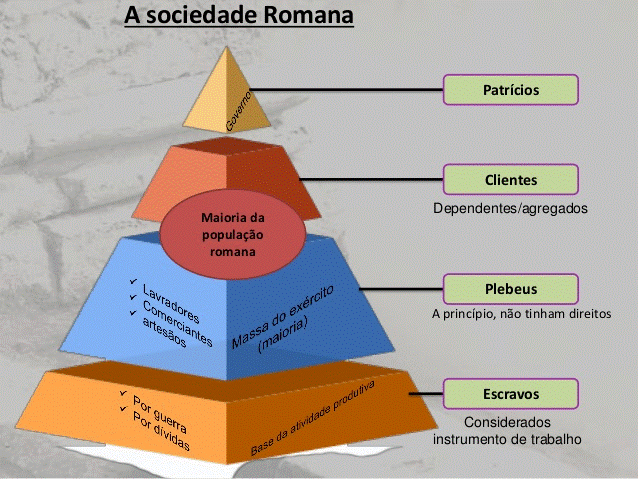 A sociedade Romana
Governo
Patrícios
Clientes
Dependentes/agregados
Maioria da
população
romana
✓ Lavradores
✓ Comerciantes
✓ artesãos
Massa do exército
(maioria)
Plebeus
A princípio, não tinham direitos
✓ Por guerra
✓ Por dívidas
Base da atividade produtiva
Escravos
Considerados
instrumento de trabalho